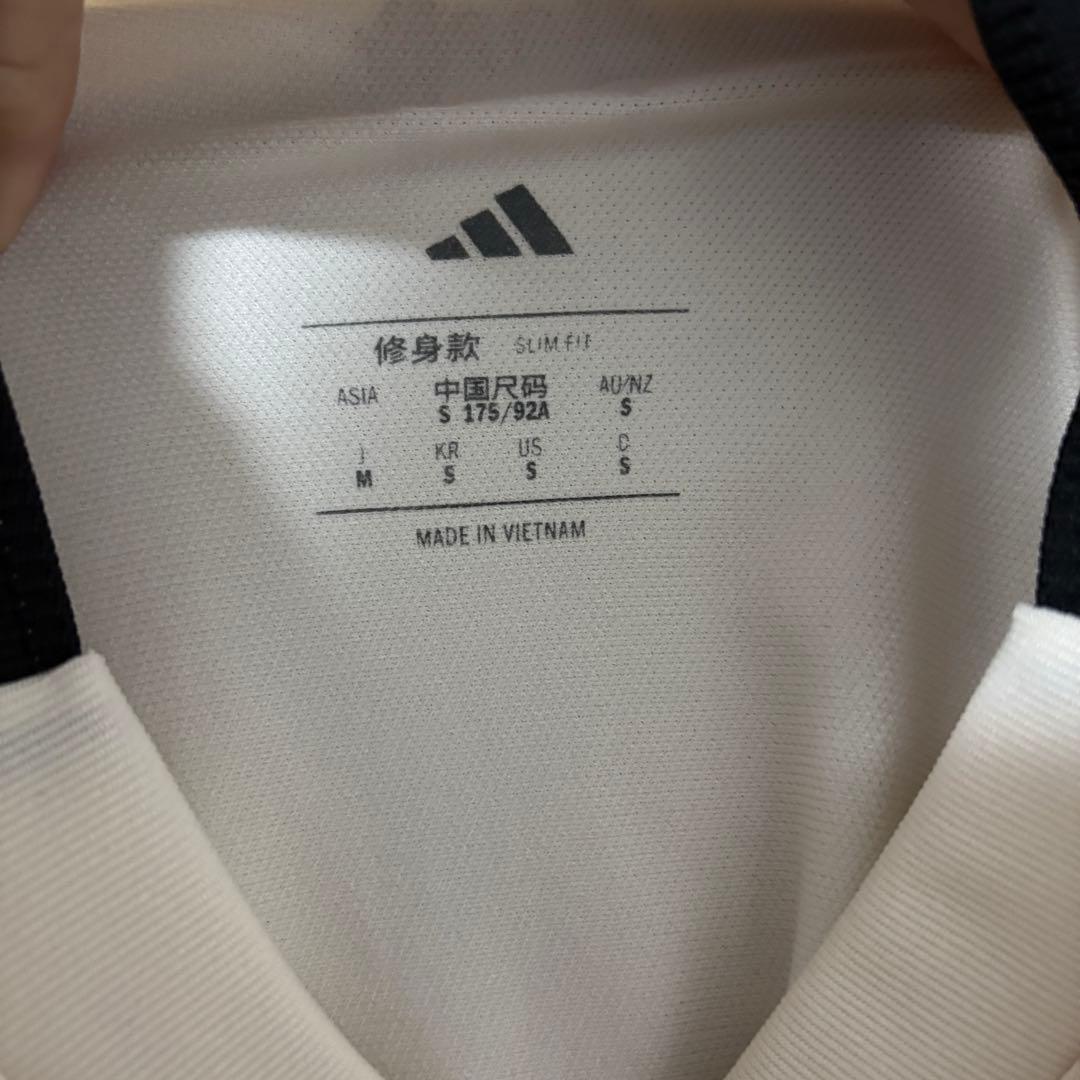 修身款 SLIM FIT
ASIA 中国尺码 AU/NZ
S 175/92A S
J KR US D
M S S S
MADE IN VIETNAM